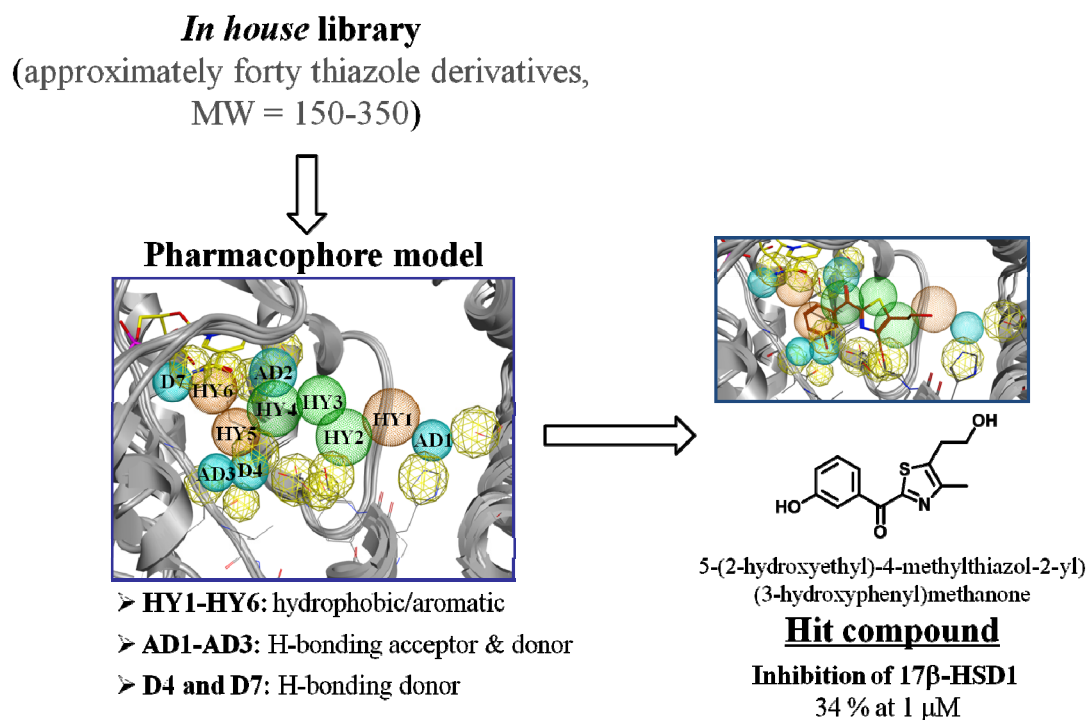 In house library
(approximately forty thiazole derivatives,
MW = 150-350)
Pharmacophore model
D7
HY6
AD2
HY4
HY3
HY1
HY5
HY2
AD1
AD3
D4
➢ HY1-HY6: hydrophobic/aromatic
➢ AD1-AD3: H-bonding acceptor & donor
➢ D4 and D7: H-bonding donor
OH
S
N
HO
O
5-(2-hydroxyethyl)-4-methylthiazol-2-yl)
(3-hydroxyphenyl)methanone
Hit compound
Inhibition of 17β-HSD1
34 % at 1 μM